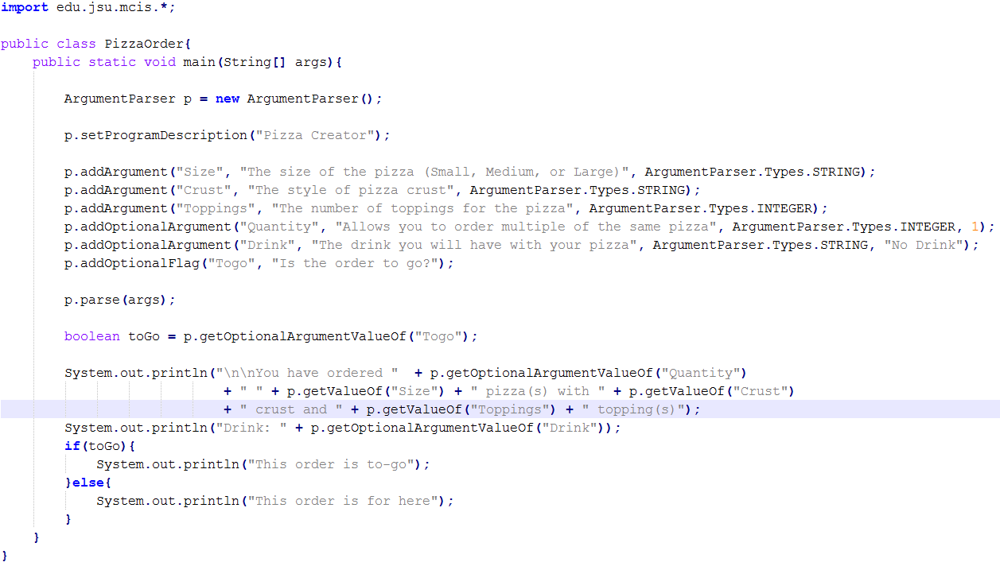 import edu.jsu.mcis.*;

public class PizzaOrder{
    public static void main(String[] args){

        ArgumentParser p = new ArgumentParser();

        p.setProgramDescription("Pizza Creator");

        p.addArgument("Size", "The size of the pizza (Small, Medium, or Large)", ArgumentParser.Types.STRING);
        p.addArgument("Crust", "The style of pizza crust", ArgumentParser.Types.STRING);
        p.addArgument("Toppings", "The number of toppings for the pizza", ArgumentParser.Types.INTEGER);
        p.addOptionalArgument("Quantity", "Allows you to order multiple of the same pizza", ArgumentParser.Types.INTEGER, 1);
        p.addOptionalArgument("Drink", "The drink you will have with your pizza", ArgumentParser.Types.STRING, "No Drink");
        p.addOptionalFlag("Togo", "Is the order to go?");

        p.parse(args);

        boolean toGo = p.getOptionalArgumentValueOf("Togo");

        System.out.println("\n\nYou have ordered "  + p.getOptionalArgumentValueOf("Quantity")
                            + " " + p.getValueOf("Size") + " pizza(s) with " + p.getValueOf("Crust")
                            + " crust and " + p.getValueOf("Toppings") + " topping(s)");
        System.out.println("Drink: " + p.getOptionalArgumentValueOf("Drink"));
        if(toGo){
            System.out.println("This order is to-go");
        }else{
            System.out.println("This order is for here");
        }
    }
}